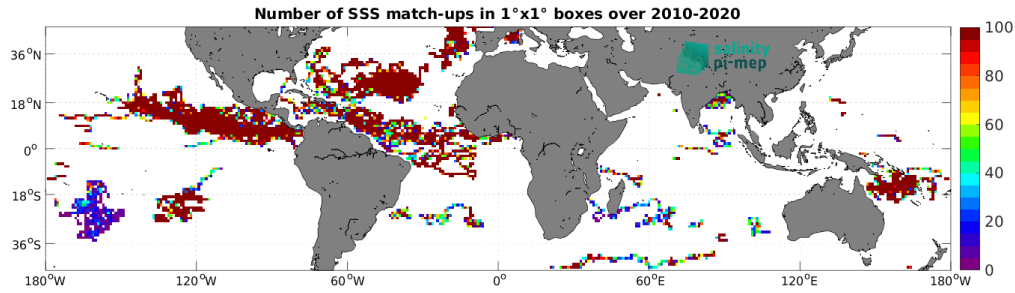 Number of SSS match-ups in 1°x1° boxes over 2010-2020
36°N
18°N
0°
18°S
36°S
180°W
120°W
60°W
0°
60°E
120°E
180°W
salinity
pi-mep
100
80
60
40
20
0